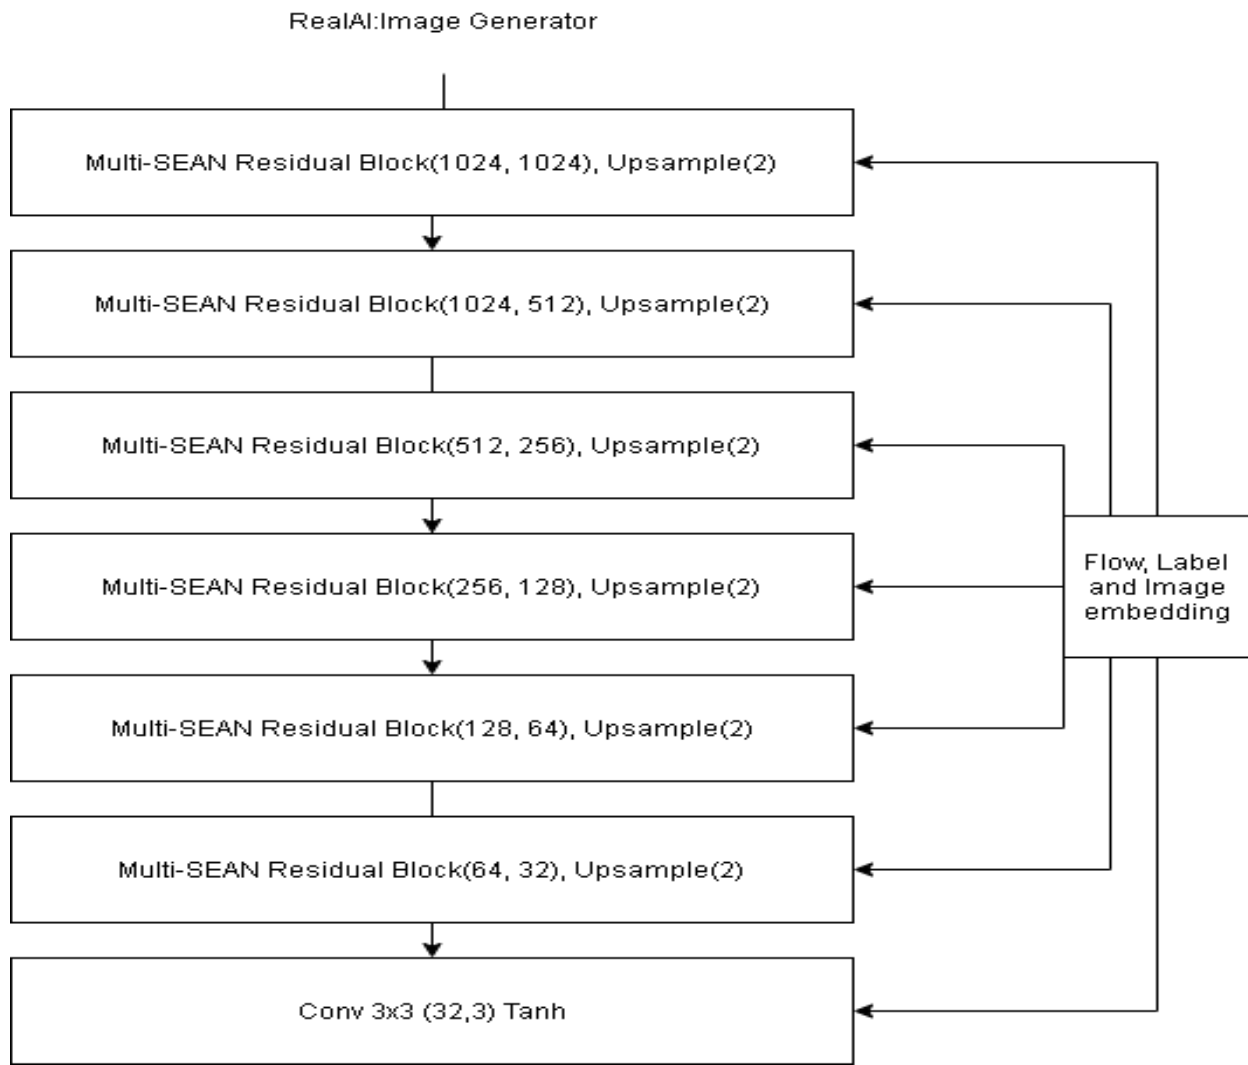 RealAI:Image Generator
Multi-SEAN Residual Block(1024, 1024), Upsample(2)
Multi-SEAN Residual Block(1024, 512), Upsample(2)
Multi-SEAN Residual Block(512, 256), Upsample(2)
Multi-SEAN Residual Block(256, 128), Upsample(2)
Flow, Label
and Image
embedding
Multi-SEAN Residual Block(128, 64), Upsample(2)
Multi-SEAN Residual Block(64, 32), Upsample(2)
Conv 3x3 (32,3) Tanh